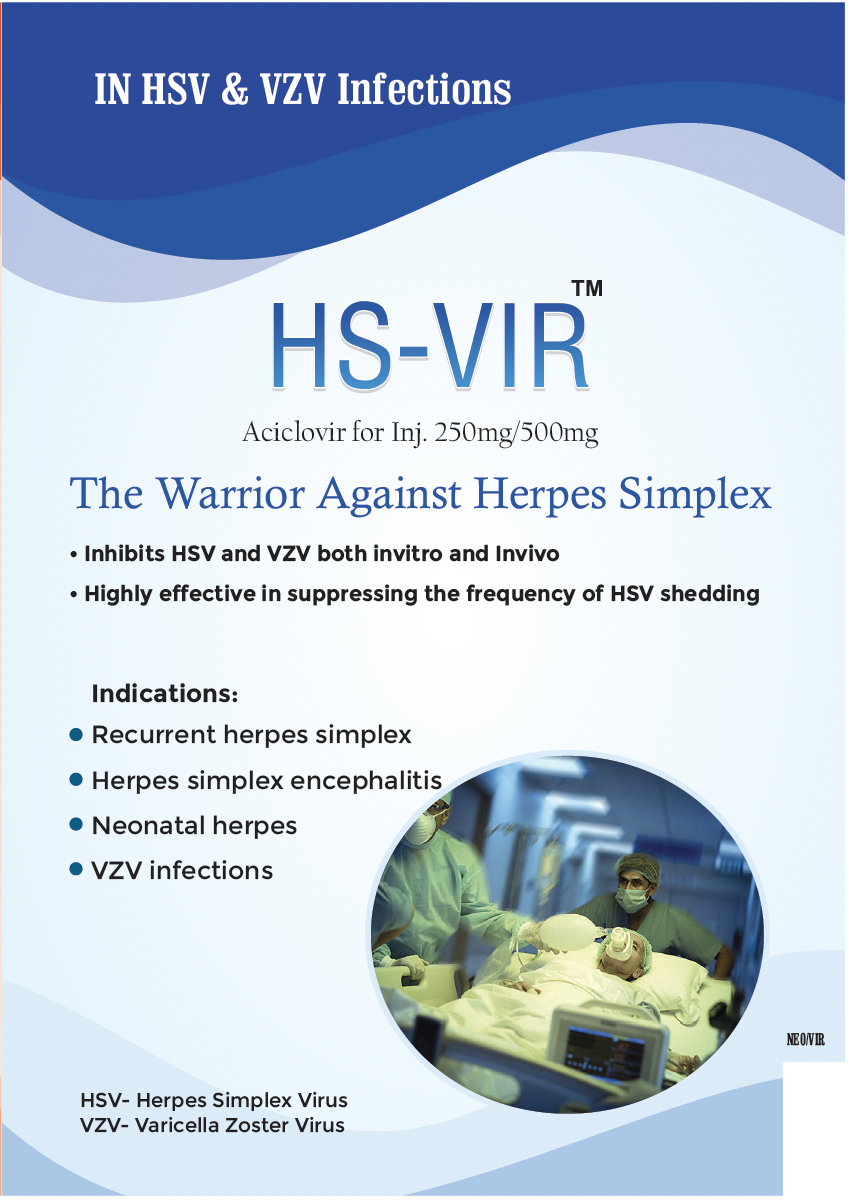 IN HSV & VZV Infections
HS-VIR™
Aciclovir for Inj. 250mg/500mg
The Warrior Against Herpes Simplex
• Inhibits HSV and VZV both invitro and Invivo
• Highly effective in suppressing the frequency of HSV shedding
Indications:
● Recurrent herpes simplex
● Herpes simplex encephalitis
● Neonatal herpes
● VZV infections
NEO/VIR
HSV- Herpes Simplex Virus
VZV- Varicella Zoster Virus